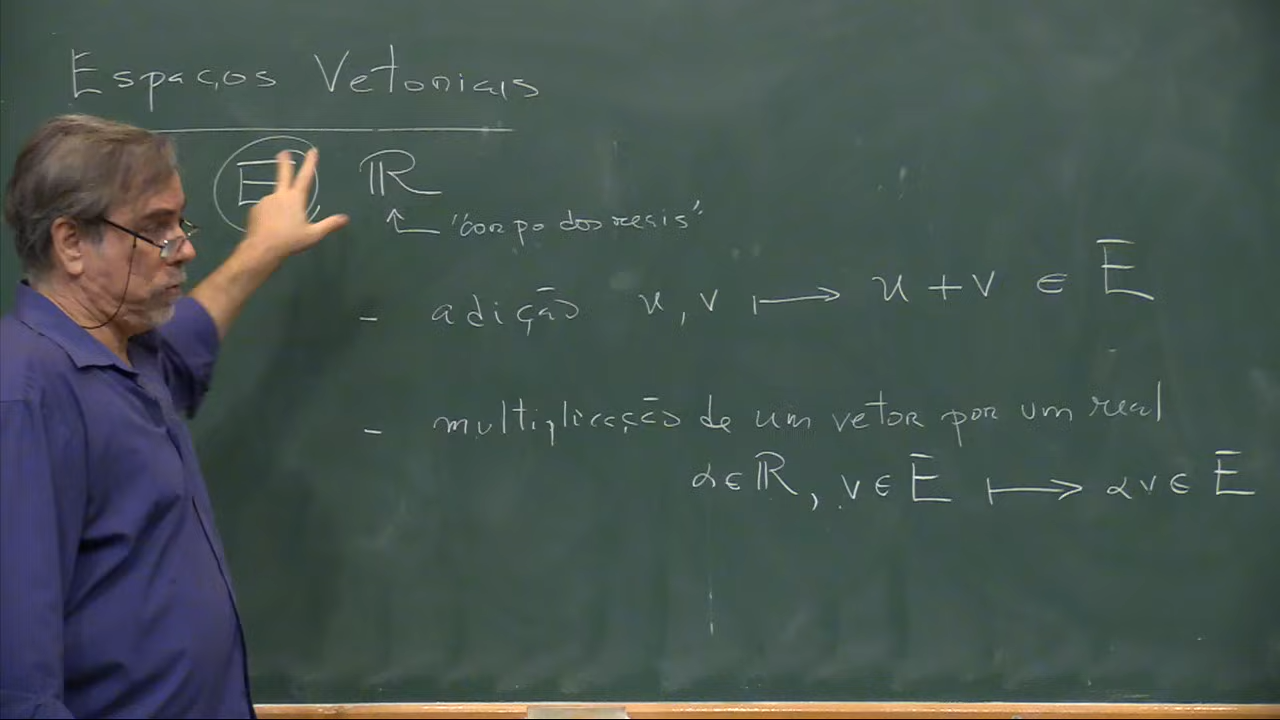 Espaços Vetoriais
E ℝ
↑ "corpo dos reais"
- adição u, v ↦ u + v ∈ E
- multiplicação de um vetor por um real
α ∈ ℝ, v ∈ E ↦ αv ∈ E